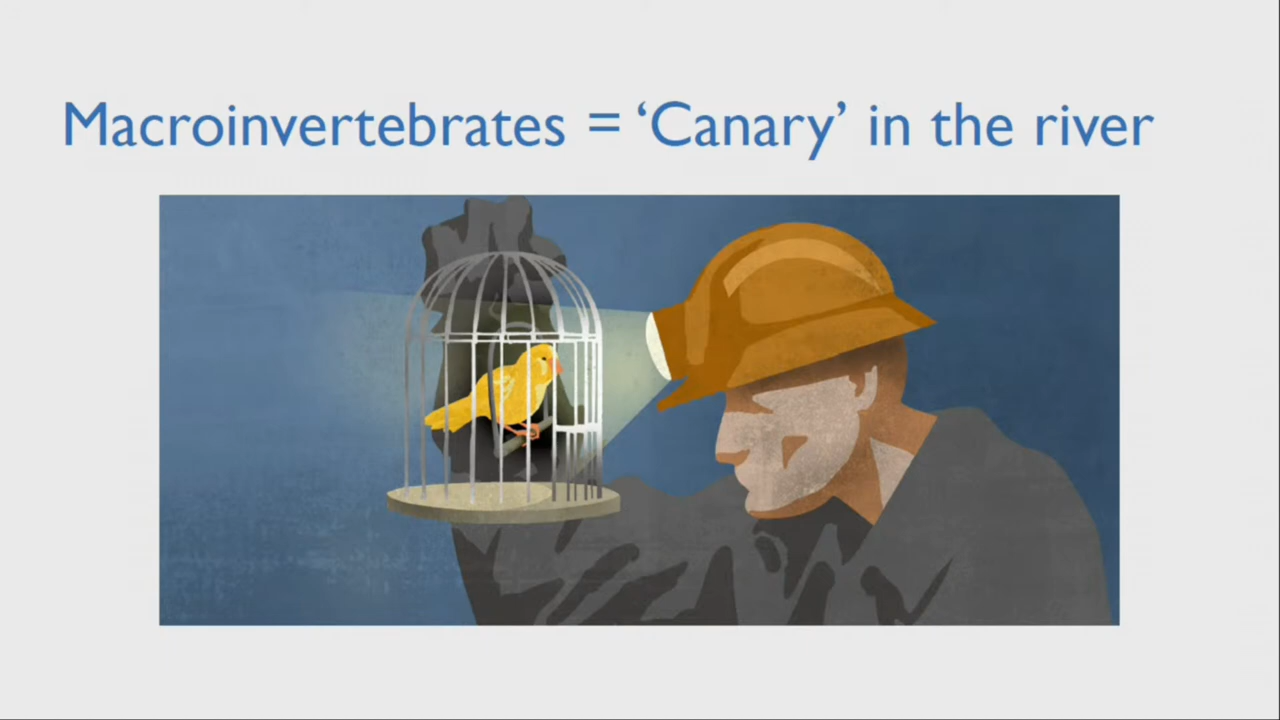 Macroinvertebrates = ‘Canary’ in the river